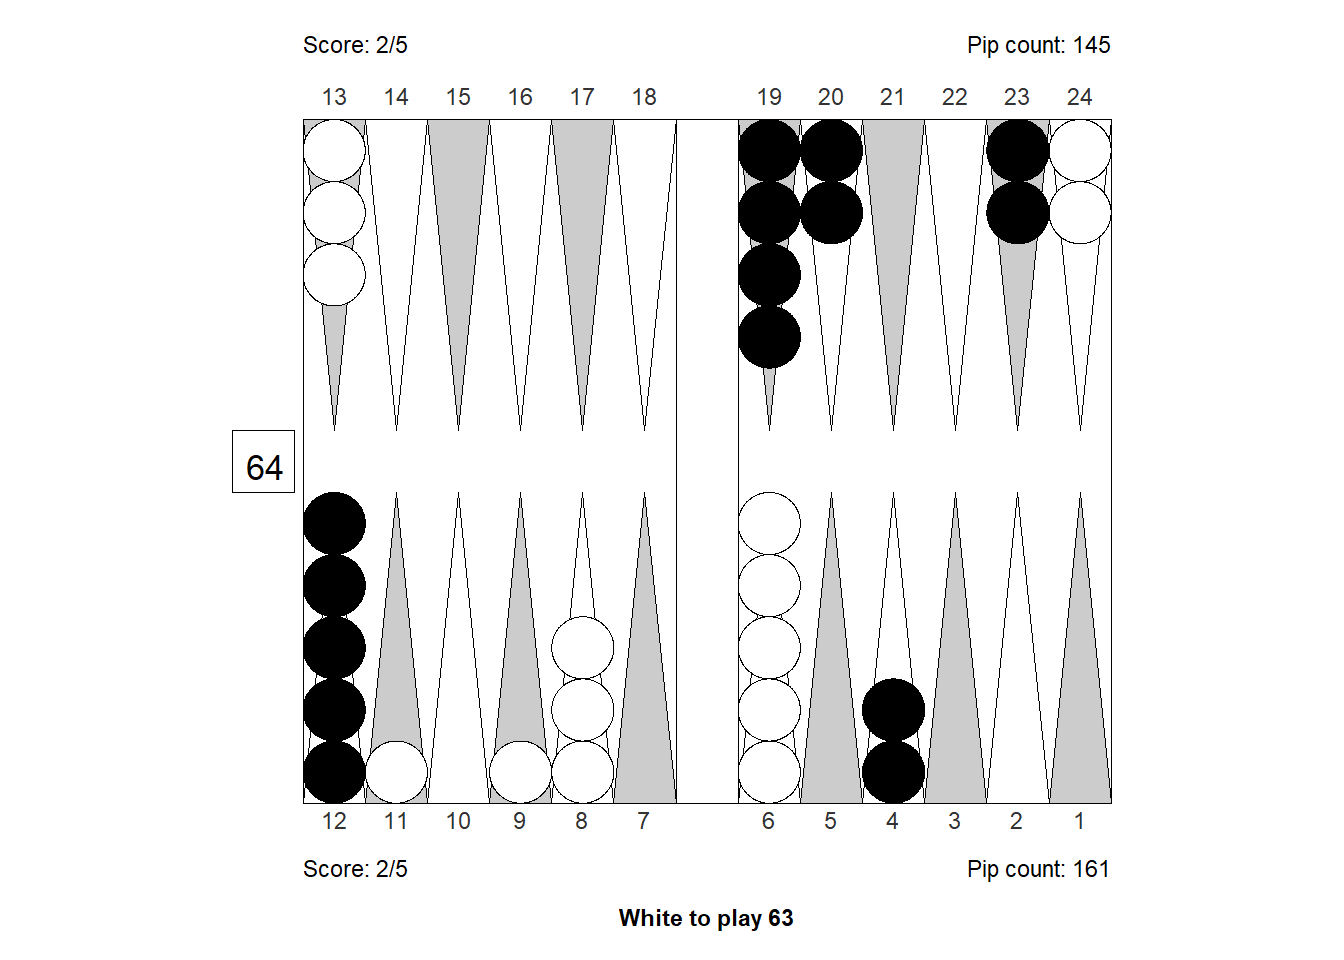 Score: 2/5 Pip count: 145
13 14 15 16 17 18 19 20 21 22 23 24
64
12 11 10 9 8 7 6 5 4 3 2 1
Score: 2/5 Pip count: 161
White to play 63